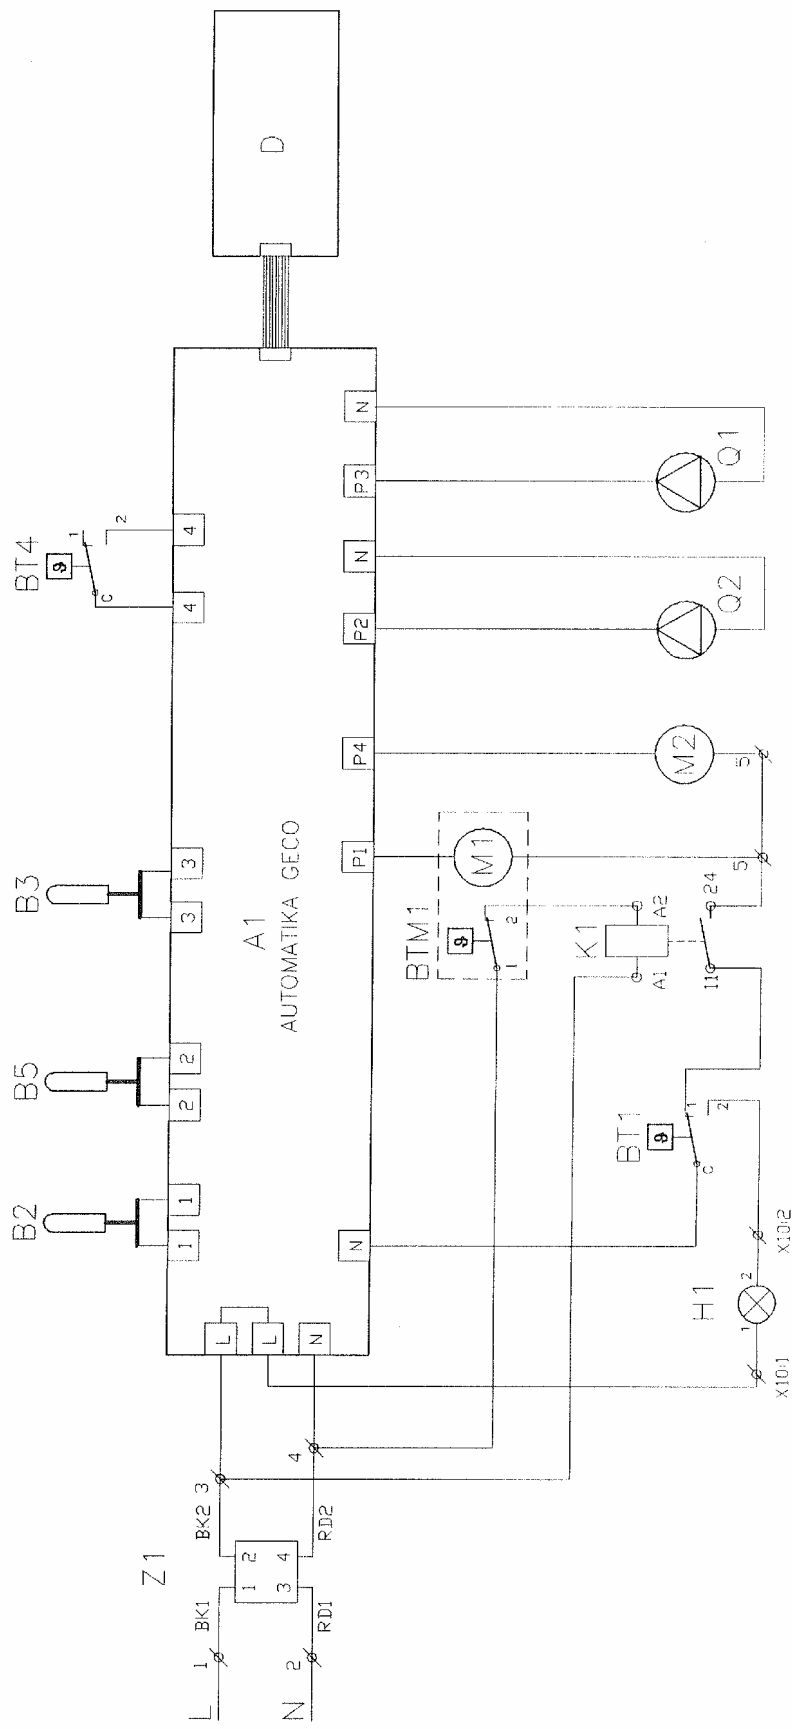 B2
B5
B3
BT4
1
2
C
1
1
2
2
3
3
4
4
D
Z1
L
1
BK1
BK2
3
L
1
2
3
4
L
N
2
RD1
RD2
4
N
A1
AUTOMATIKA GECO
N
P1
P4
P2
N
P3
N
BTM1
ϑ
1
2
M1
K1
A1
A2
11
24
BT1
ϑ
C
1
2
H1
1
2
X10:1
X10:2
5
5
M2
Q2
Q1
ϑ